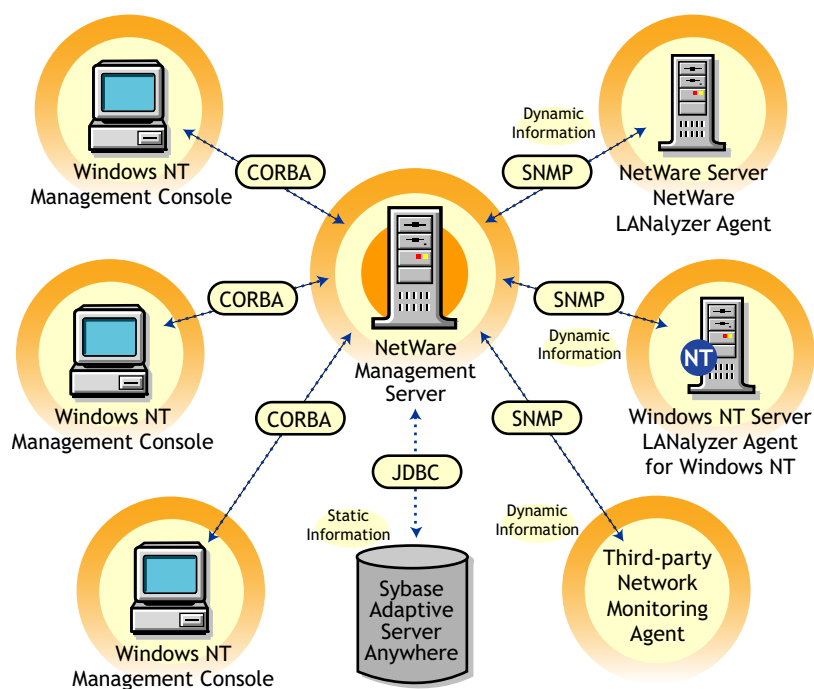 Windows NT
Management Console
CORBA
Dynamic
Information
SNMP
NetWare Server
NetWare
LANalyzer Agent
Windows NT
Management Console
CORBA
NetWare
Management
Server
SNMP
Dynamic
Information
NT
Windows NT Server
LANalyzer Agent
for Windows NT
CORBA
SNMP
JDBC
Static
Information
Dynamic
Information
Windows NT
Management Console
Sybase
Adaptive
Server
Anywhere
Third-party
Network
Monitoring
Agent